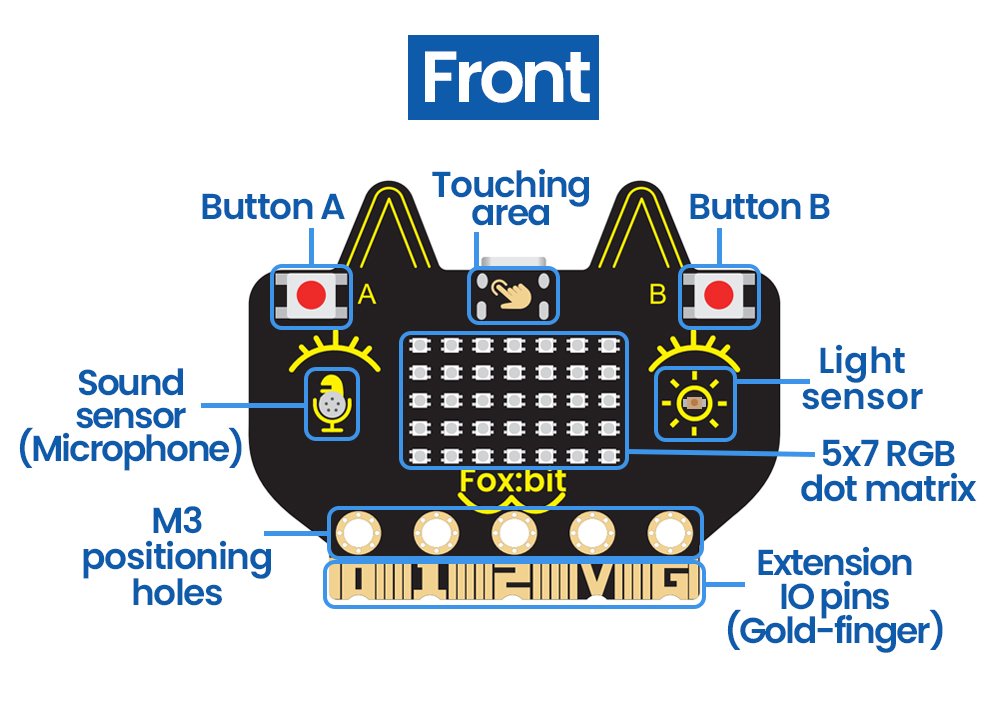 Front
Touching
area
Button A
Button B
A
B
Sound
sensor
(Microphone)
Light
sensor
5x7 RGB
dot matrix
Fox:bit
M3
positioning
holes
0 1 2 V G
Extension
IO pins
(Gold-finger)